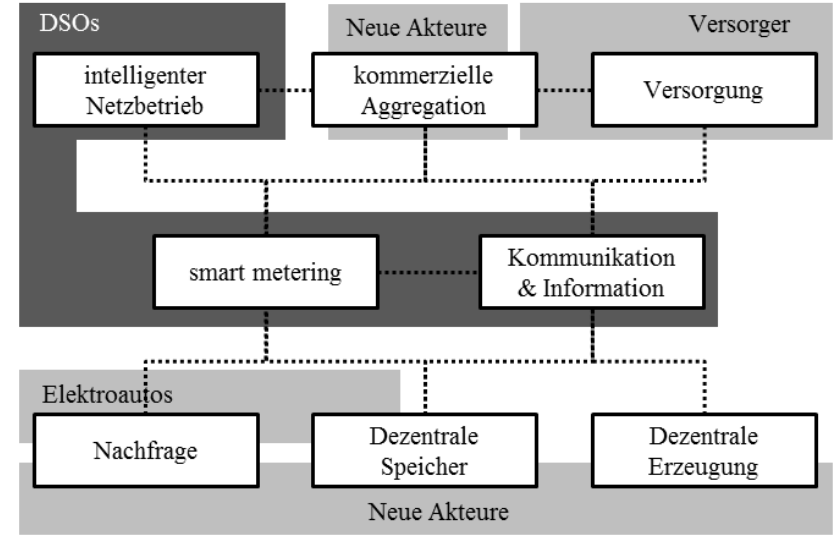 DSOs
Neue Akteure
Versorger
intelligenter
Netzbetrieb
kommerzielle
Aggregation
Versorgung
smart metering
Kommunikation
& Information
Elektroautos
Nachfrage
Dezentrale
Speicher
Dezentrale
Erzeugung
Neue Akteure